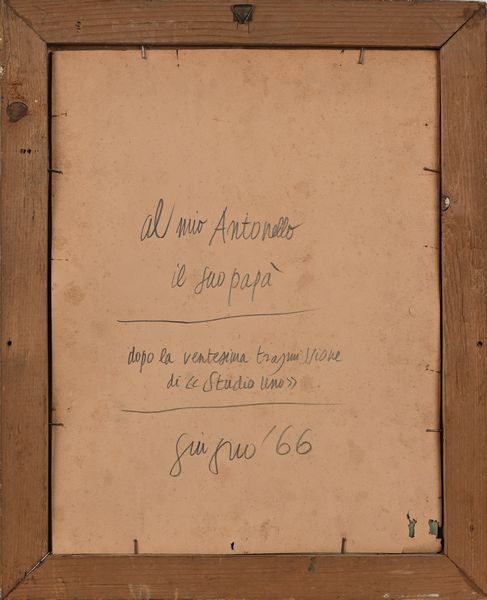 al mio Antonello
il suo papà
dopo la ventesima trasmissione
di «Studio Uno»
giugno '66